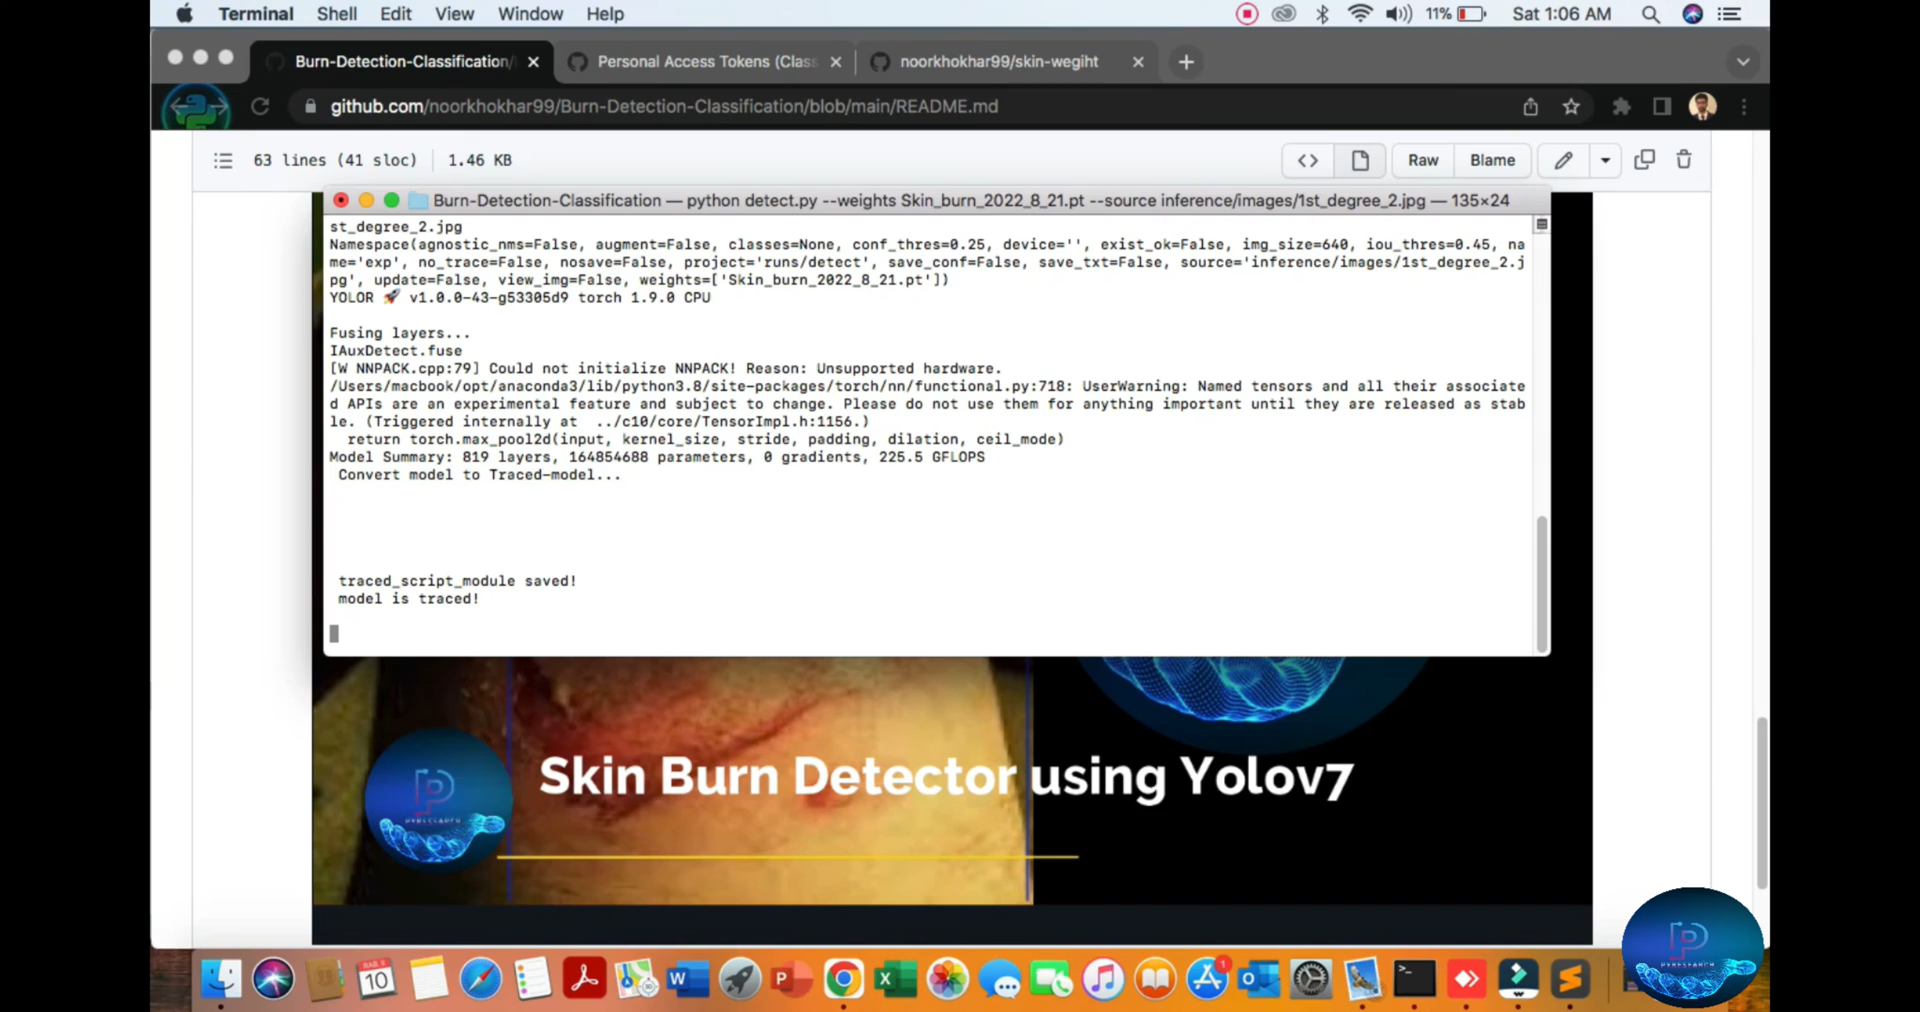 Terminal Shell Edit View Window Help 11% Sat 1:06 AM
Burn-Detection-Classification/ Personal Access Tokens (Class noorkhokhar99/skin-wegiht
github.com/noorkhokhar99/Burn-Detection-Classification/blob/main/README.md
63 lines (41 sloc) 1.46 KB Raw Blame
Burn-Detection-Classification — python detect.py --weights Skin_burn_2022_8_21.pt --source inference/images/1st_degree_2.jpg — 135×24
st_degree_2.jpg
Namespace(agnostic_nms=False, augment=False, classes=None, conf_thres=0.25, device='', exist_ok=False, img_size=640, iou_thres=0.45, na
me='exp', no_trace=False, nosave=False, project='runs/detect', save_conf=False, save_txt=False, source='inference/images/1st_degree_2.j
pg', update=False, view_img=False, weights=['Skin_burn_2022_8_21.pt'])
YOLOR 🚀 v1.0.0-43-g53305d9 torch 1.9.0 CPU
Fusing layers...
IAuxDetect.fuse
[W NNPACK.cpp:79] Could not initialize NNPACK! Reason: Unsupported hardware.
/Users/macbook/opt/anaconda3/lib/python3.8/site-packages/torch/nn/functional.py:718: UserWarning: Named tensors and all their associate
d APIs are an experimental feature and subject to change. Please do not use them for anything important until they are released as stab
le. (Triggered internally at  ../c10/core/TensorImpl.h:1156.)
return torch.max_pool2d(input, kernel_size, stride, padding, dilation, ceil_mode)
Model Summary: 819 layers, 164854688 parameters, 0 gradients, 225.5 GFLOPS
Convert model to Traced-model...
traced_script_module saved!
model is traced!
Skin Burn Detector using Yolov7
PYRESEARCH
PYRESEARCH